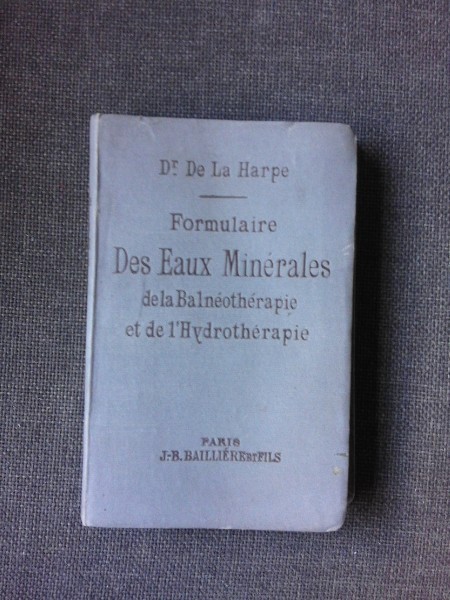 Dr De La Harpe
Formulaire
Des Eaux Minérales
de la Balnéothérapie
et de l'Hydrothérapie
PARIS
J.-B. BAILLIÈRE ET FILS